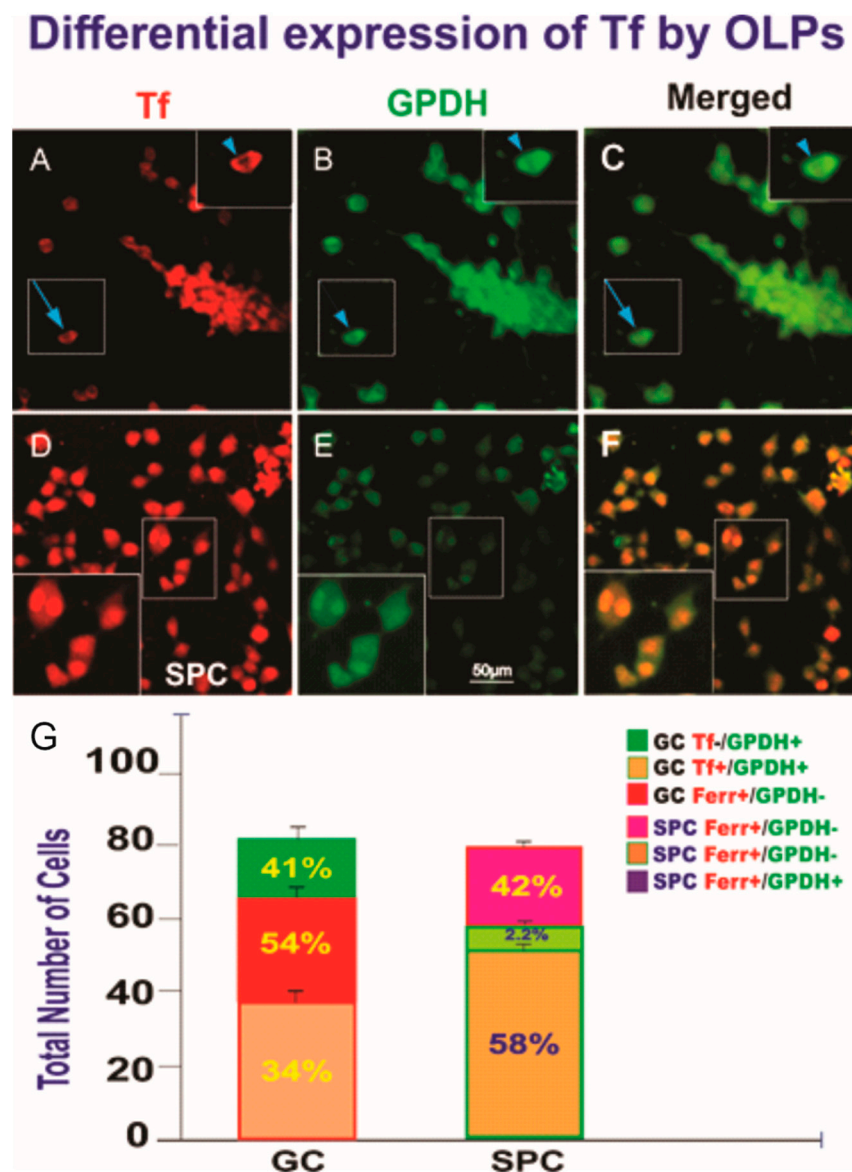 Differential expression of Tf by OLPs
Tf GPDH Merged
A B C
D E F
SPC 50µm
G
Total Number of Cells
100
80
60
40
20
0
41%
54%
34%
42%
2.2%
58%
GC SPC
GC Tf-/GPDH+
GC Tf+/GPDH+
GC Ferr+/GPDH-
SPC Ferr+/GPDH-
SPC Ferr+/GPDH-
SPC Ferr+/GPDH+